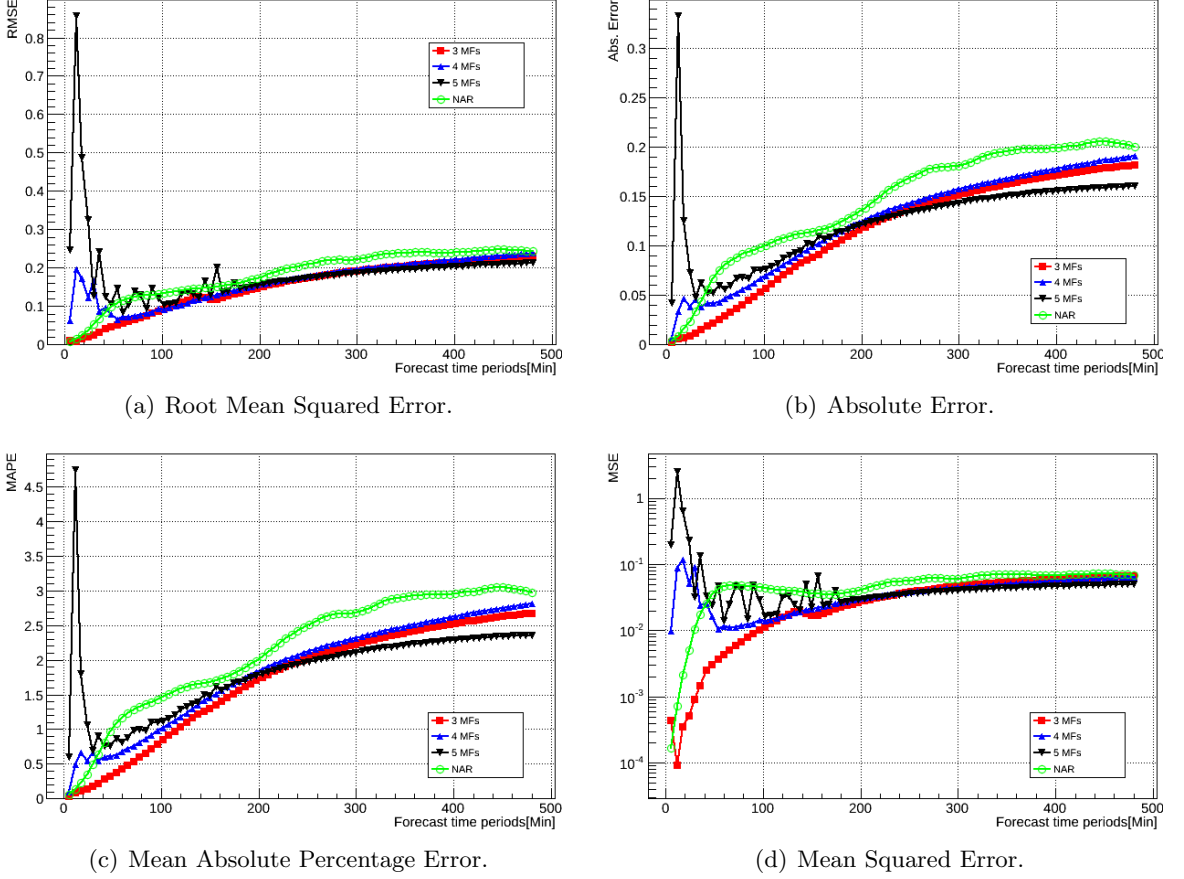 RMSE
0.8
0.7
0.6
0.5
0.4
0.3
0.2
0.1
0
0 100 200 300 400 500
Forecast time periods[Min]
3 MFs
4 MFs
5 MFs
NAR
(a) Root Mean Squared Error.
Abs. Error
0.3
0.25
0.2
0.15
0.1
0.05
0
0 100 200 300 400 500
Forecast time periods[Min]
3 MFs
4 MFs
5 MFs
NAR
(b) Absolute Error.
MAPE
4.5
4
3.5
3
2.5
2
1.5
1
0.5
0
0 100 200 300 400 500
Forecast time periods[Min]
3 MFs
4 MFs
5 MFs
NAR
(c) Mean Absolute Percentage Error.
MSE
1
10⁻¹
10⁻²
10⁻³
10⁻⁴
0 100 200 300 400 500
Forecast time periods[Min]
3 MFs
4 MFs
5 MFs
NAR
(d) Mean Squared Error.